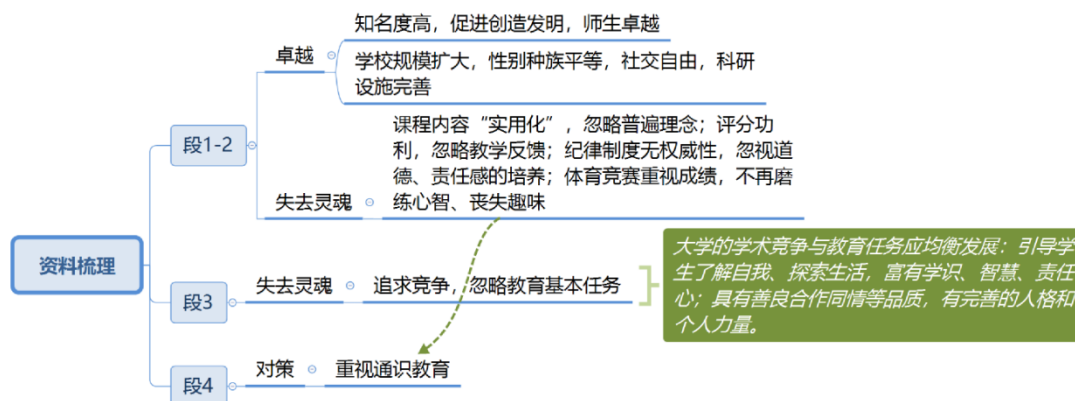 资料梳理
段1-2
卓越
知名度高，促进创造发明，师生卓越
学校规模扩大，性别种族平等，社交自由，科研
设施完善
失去灵魂
课程内容“实用化”，忽略普遍理念；评分功
利，忽略教学反馈；纪律制度无权威性，忽视道
德、责任感的培养；体育竞赛重视成绩，不再磨
练心智、丧失趣味
段3
失去灵魂
追求竞争，忽略教育基本任务
大学的学术竞争与教育任务应均衡发展：引导学
生了解自我、探索生活，富有学识、智慧、责任
心；具有善良合作同情等品质，有完善的人格和
个人力量。
段4
对策
重视通识教育